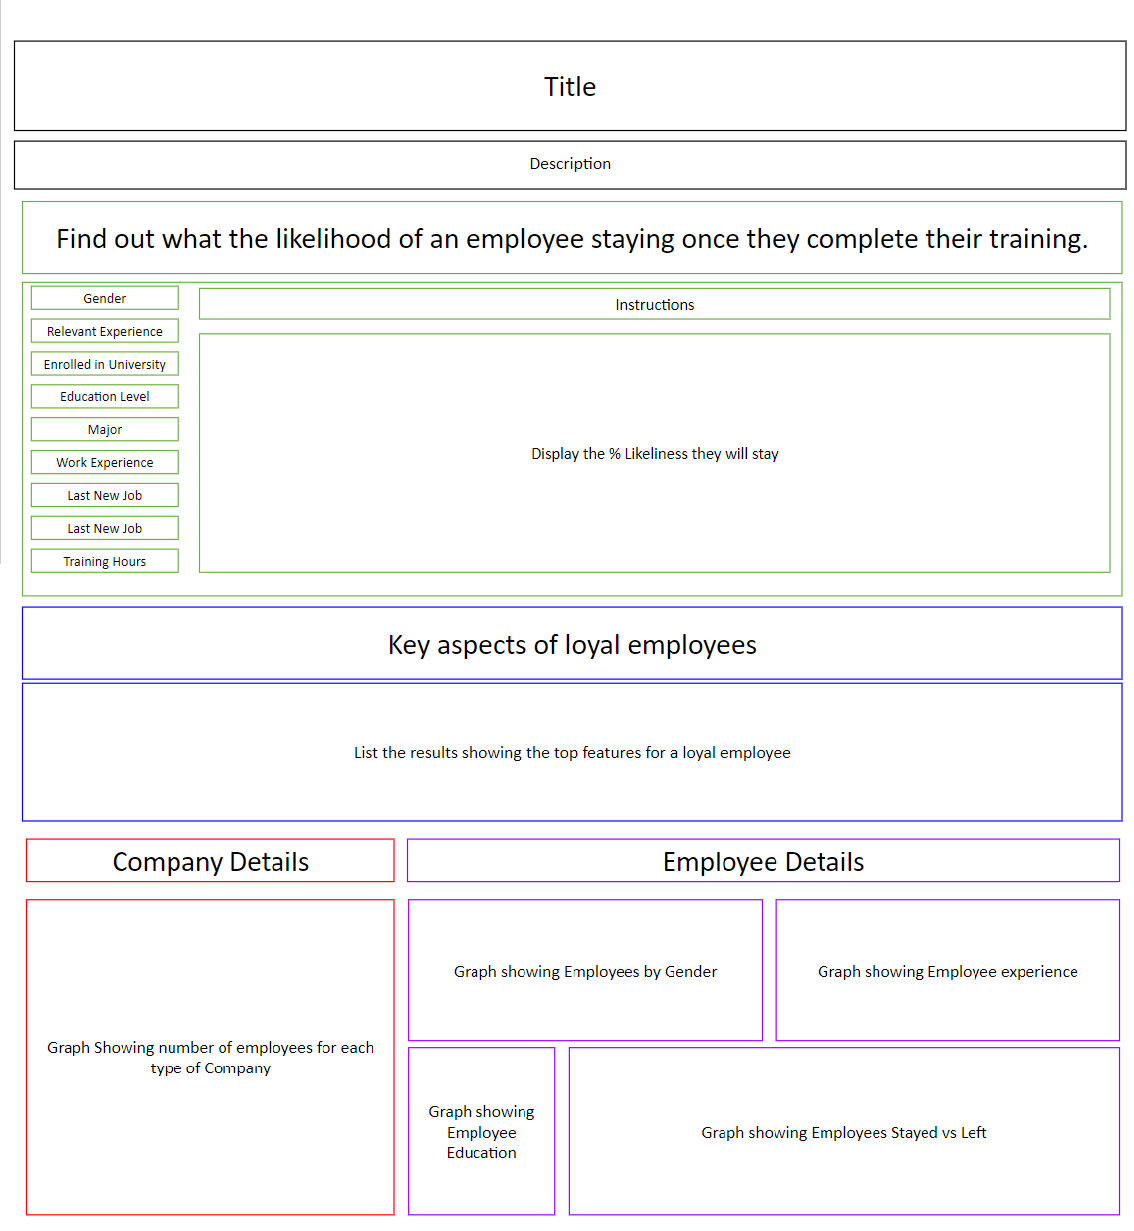 Title
Description
Find out what the likelihood of an employee staying once they complete their training.
Gender
Relevant Experience
Enrolled in University
Education Level
Major
Work Experience
Last New Job
Last New Job
Training Hours
Instructions
Display the % Likeliness they will stay
Key aspects of loyal employees
List the results showing the top features for a loyal employee
Company Details
Graph Showing number of employees for each
type of Company
Employee Details
Graph showing Employees by Gender
Graph showing Employee experience
Graph showing
Employee
Education
Graph showing Employees Stayed vs Left